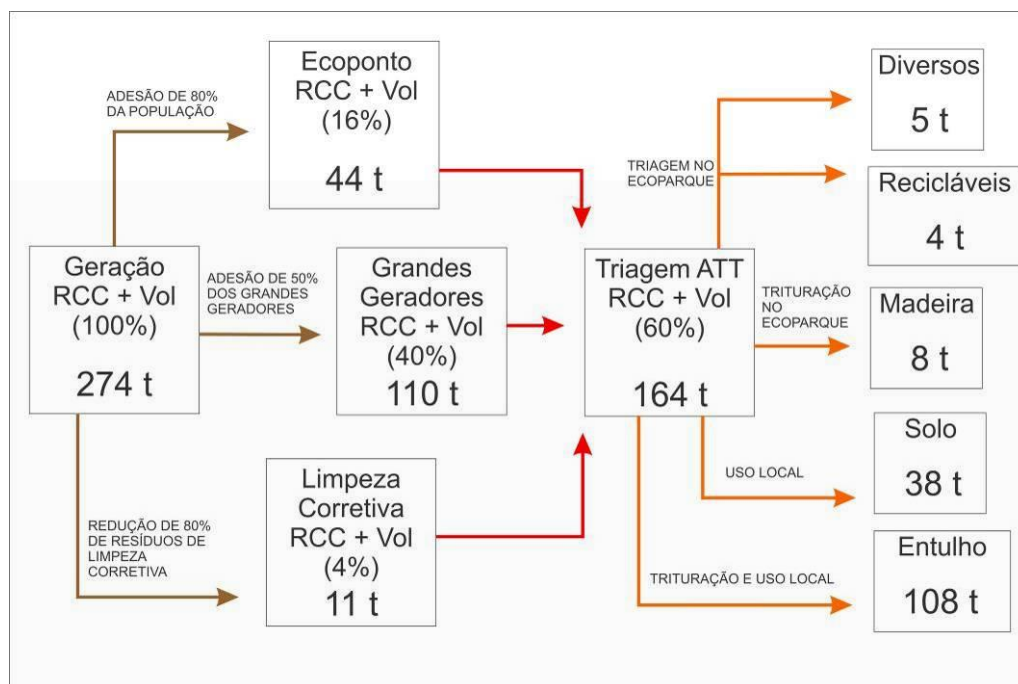 ADESÃO DE 80%
DA POPULAÇÃO
Ecoponto
RCC + Vol
(16%)
44 t
Geração
RCC + Vol
(100%)
274 t
ADESÃO DE 50%
DOS GRANDES
GERADORES
Grandes
Geradores
RCC + Vol
(40%)
110 t
REDUÇÃO DE 80%
DE RESÍDUOS DE
LIMPEZA
CORRETIVA
Limpeza
Corretiva
RCC + Vol
(4%)
11 t
Triagem ATT
RCC + Vol
(60%)
164 t
TRIAGEM NO
ECOPARQUE
Diversos
5 t
Recicláveis
4 t
TRITURAÇÃO
NO
ECOPARQUE
Madeira
8 t
USO LOCAL
Solo
38 t
TRITURAÇÃO E USO LOCAL
Entulho
108 t